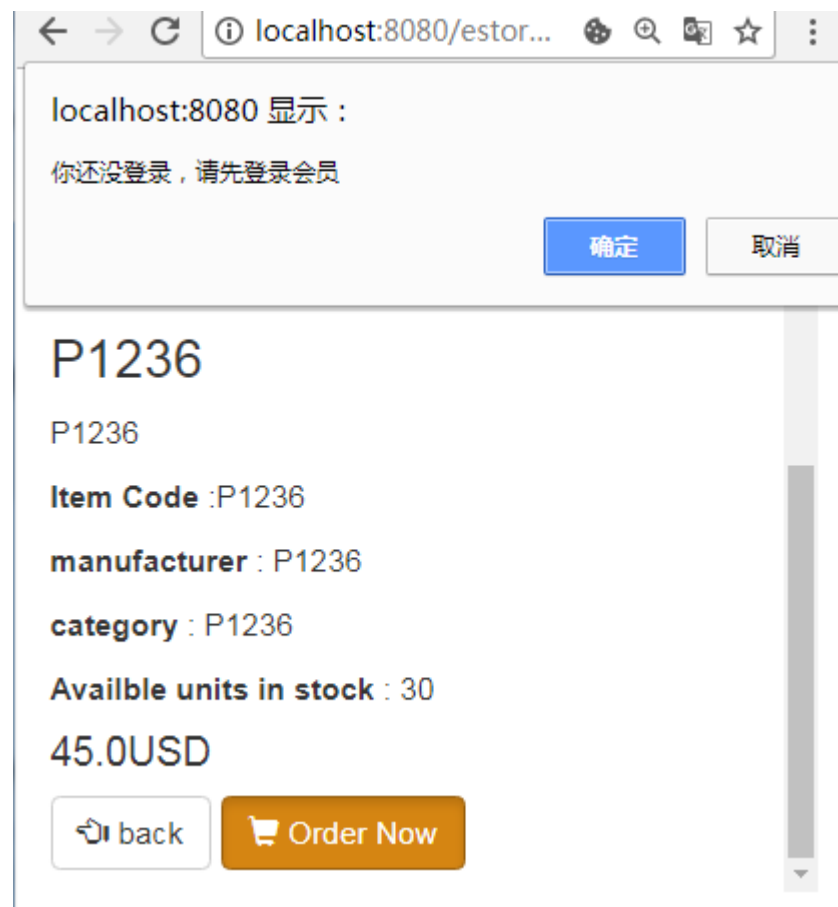 localhost:8080/estor...
localhost:8080 显示：
你还没登录，请先登录会员
确定 取消
P1236
P1236
Item Code :P1236
manufacturer : P1236
category : P1236
Availble units in stock : 30
45.0USD
back Order Now